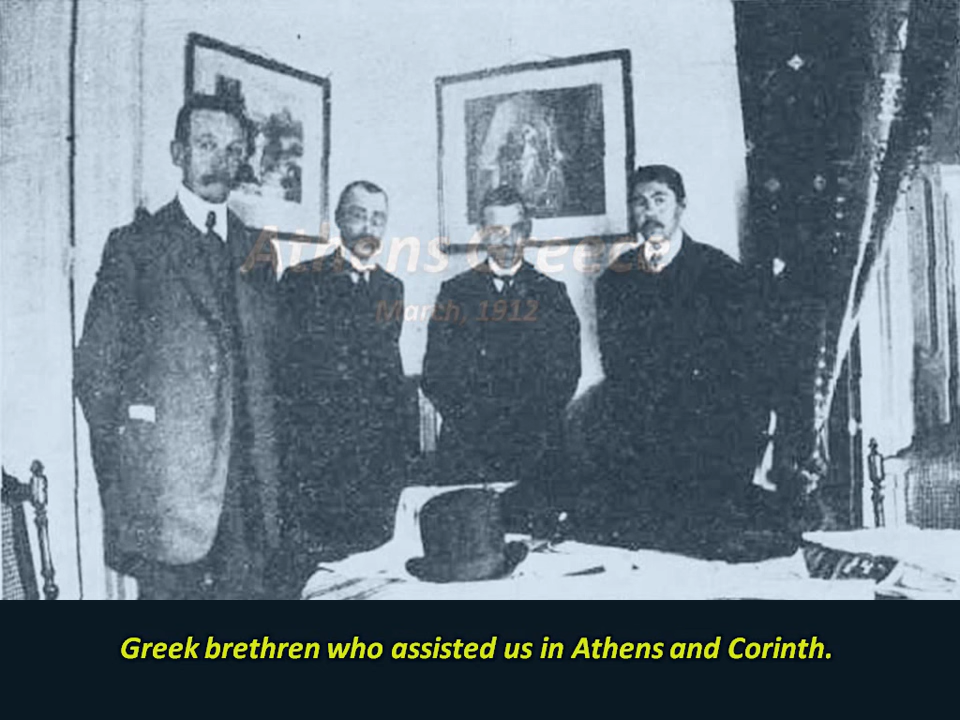 Athens Greece
March, 1912
Greek brethren who assisted us in Athens and Corinth.